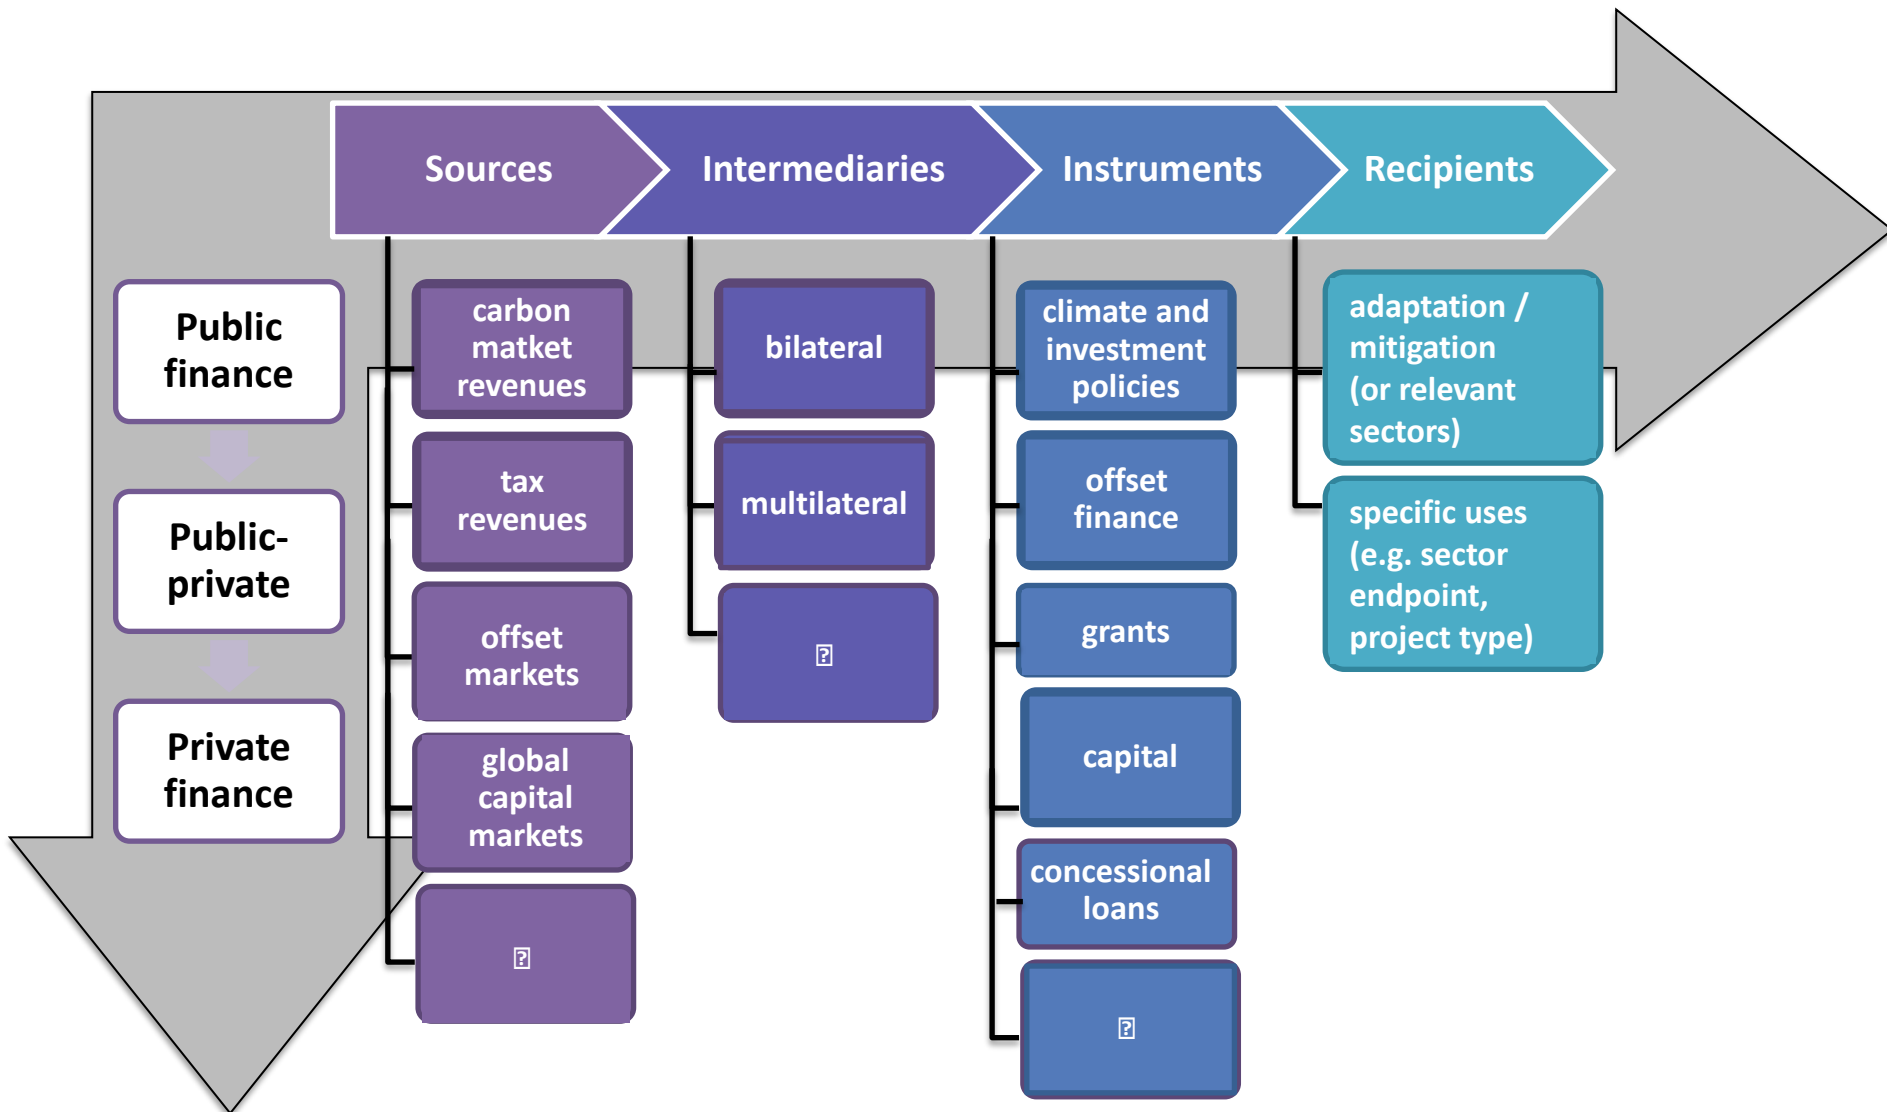 Sources
Intermediaries
Instruments
Recipients
Public
finance
Public-
private
Private
finance
carbon
matket
revenues
tax
revenues
offset
markets
global
capital
markets
bilateral
multilateral
climate and
investment
policies
offset
finance
grants
capital
concessional
loans
adaptation /
mitigation
(or relevant
sectors)
specific uses
(e.g. sector
endpoint,
project type)